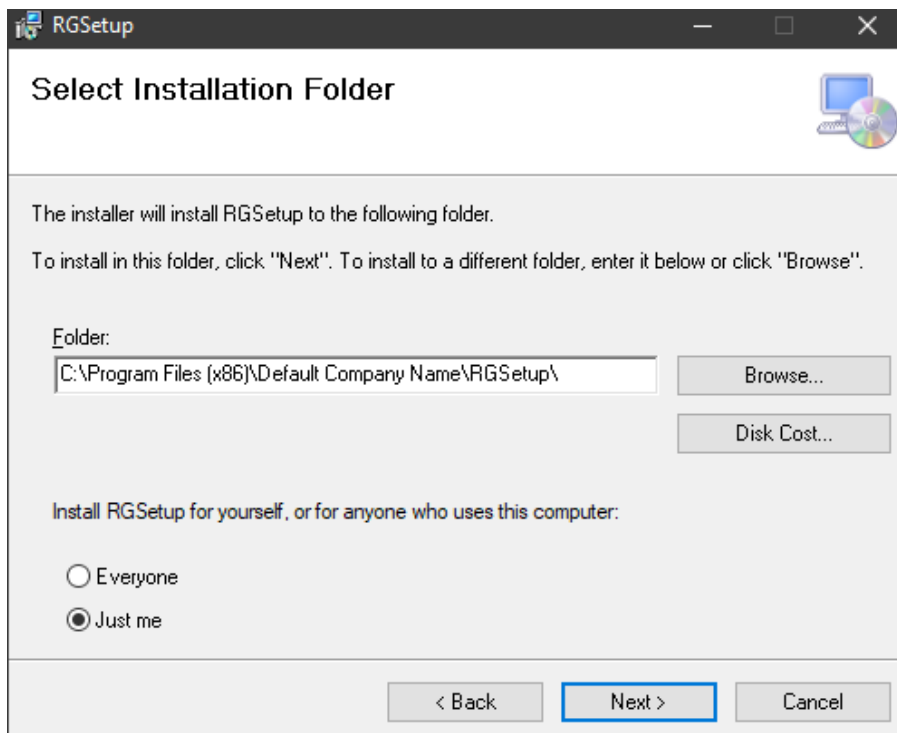 RGSetup
Select Installation Folder
The installer will install RGSetup to the following folder.
To install in this folder, click "Next". To install to a different folder, enter it below or click "Browse".
Folder:
C:\Program Files (x86)\Default Company Name\RGSetup\
Browse...
Disk Cost...
Install RGSetup for yourself, or for anyone who uses this computer:
Everyone
Just me
< Back
Next >
Cancel